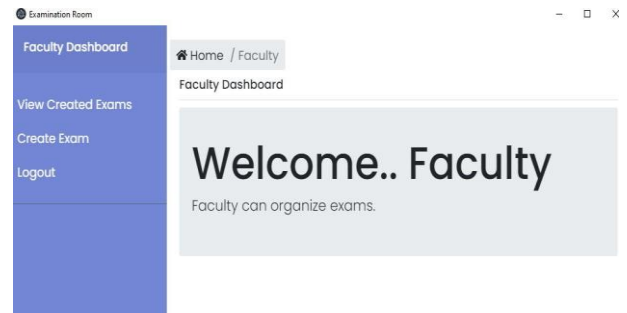 Examination Room
Faculty Dashboard
View Created Exams
Create Exam
Logout
Home / Faculty
Faculty Dashboard
Welcome.. Faculty
Faculty can organize exams.